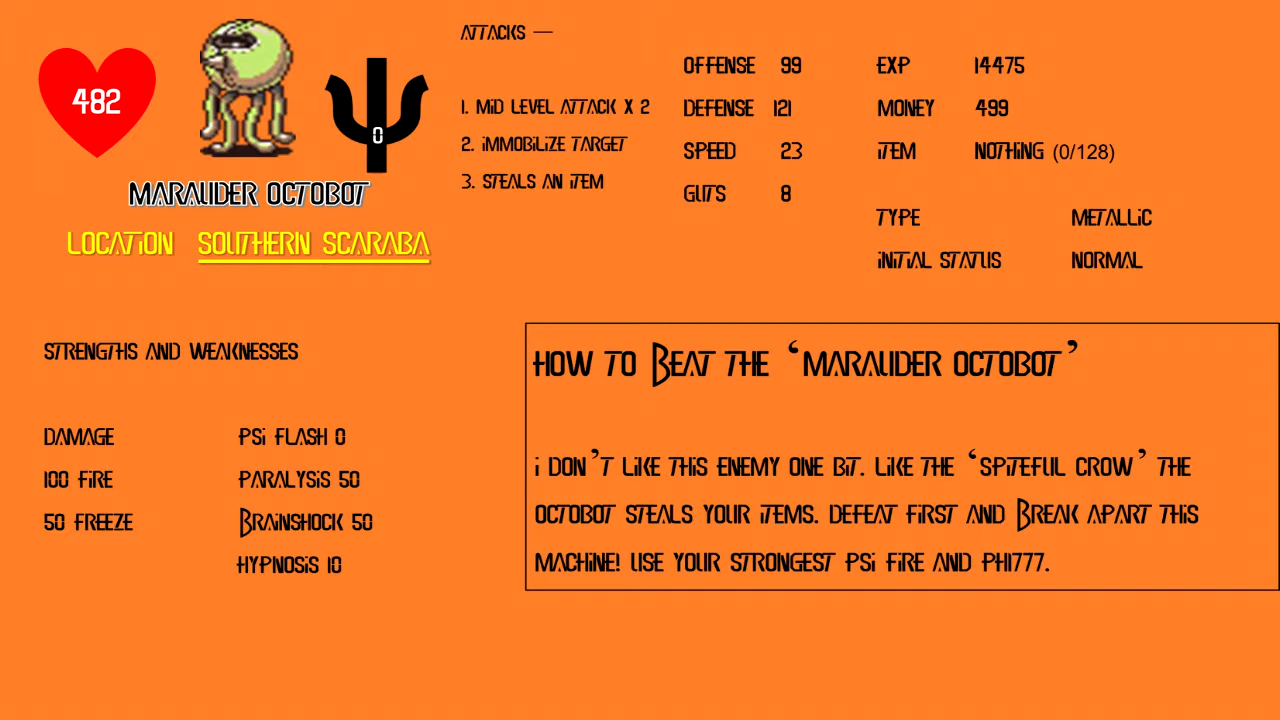 482
0
MARAUDER OCTOBOT
LOCATION SOUTHERN SCARABA
ATTACKS —
1. MID LEVEL ATTACK X 2
2. IMMOBILIZE TARGET
3. STEALS AN ITEM
OFFENSE 99
DEFENSE 121
SPEED 23
GUTS 8
EXP 14475
MONEY 499
ITEM NOTHING (0/128)
TYPE METALLIC
INITIAL STATUS NORMAL
STRENGTHS AND WEAKNESSES
DAMAGE
100 FIRE
50 FREEZE
PSI FLASH 0
PARALYSIS 50
BRAINSHOCK 50
HYPNOSIS 10
HOW TO BEAT THE ‘MARAUDER OCTOBOT’
I DON’T LIKE THIS ENEMY ONE BIT. LIKE THE ‘SPITEFUL CROW’ THE
OCTOBOT STEALS YOUR ITEMS. DEFEAT FIRST AND BREAK APART THIS
MACHINE! USE YOUR STRONGEST PSI FIRE AND PHI777.